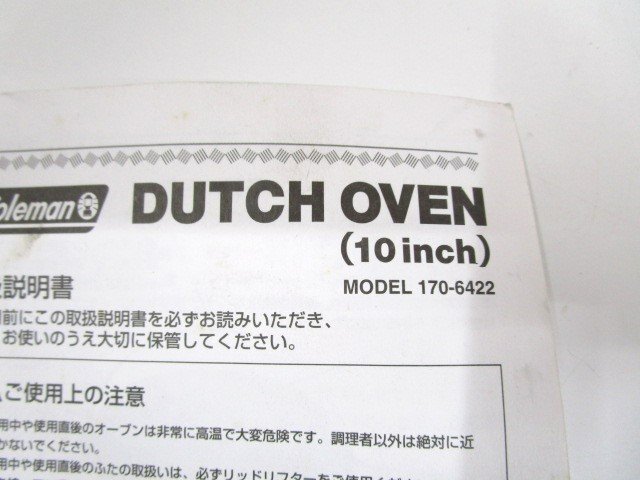 oleman DUTCH OVEN
(10 inch)
MODEL 170-6422
説明書
前にこの取扱説明書を必ずお読みいただき、
お使いのうえ大切に保管してください。
ご使用上の注意
用中や使用直後のオーブンは非常に高温で大変危険です。調理者以外は絶対に近
かないでください。
用中や使用直後のふたの取扱いは、必ずリッドリフターをご使用くだ